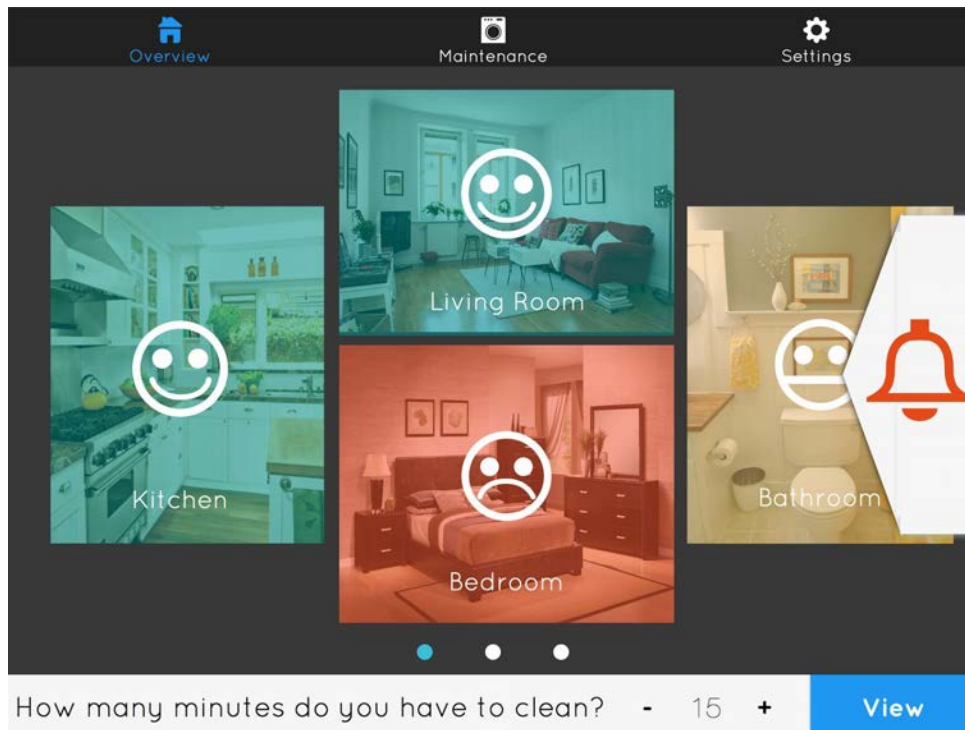 Overview
Maintenance
Settings
Living Room
Kitchen
Bathroom
Bedroom
How many minutes do you have to clean? - 15 + View